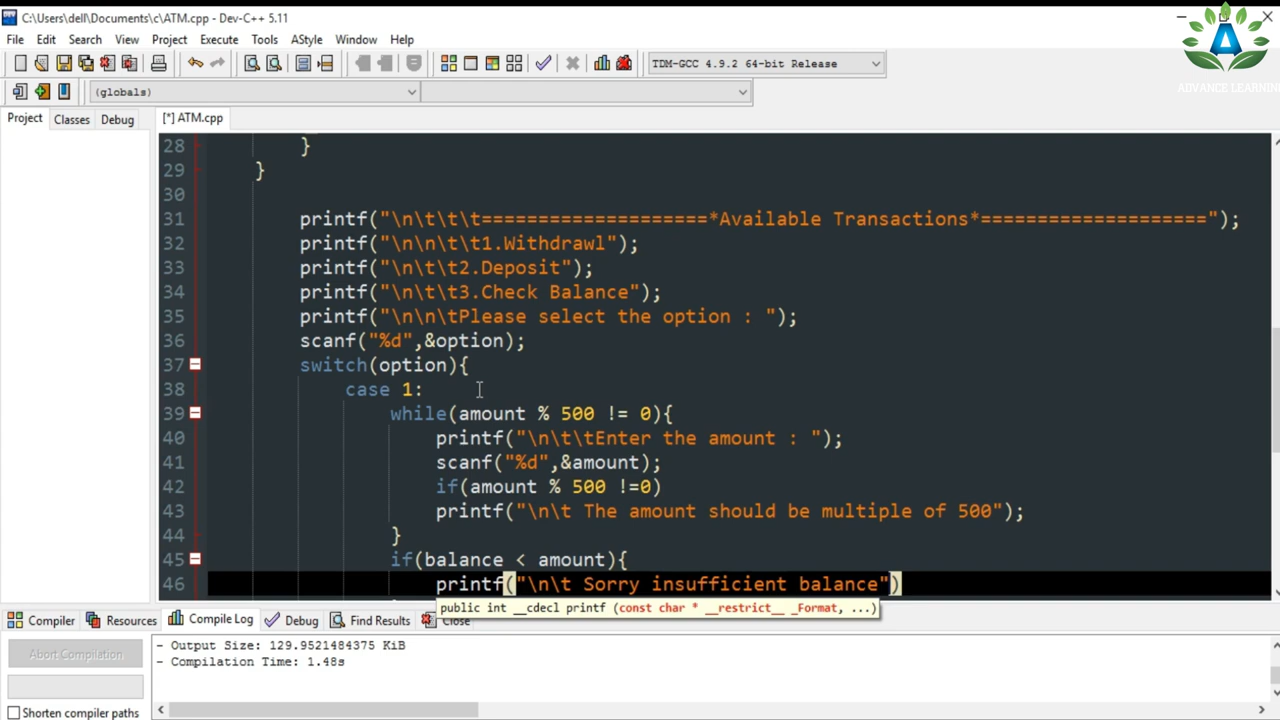 C:\Users\dell\Documents\c\ATM.cpp - Dev-C++ 5.11
File Edit Search View Project Execute Tools AStyle Window Help
TDM-GCC 4.9.2 64-bit Release
ADVANCE LEARNIN
(globals)
Project Classes Debug
[*] ATM.cpp
28 }
29 }
30
31 printf("\n\t\t\t====================*Available Transactions*====================");
32 printf("\n\n\t\t1.Withdrawl");
33 printf("\n\t\t2.Deposit");
34 printf("\n\t\t3.Check Balance");
35 printf("\n\n\tPlease select the option : ");
36 scanf("%d",&option);
37 switch(option){
38 case 1:
39 while(amount % 500 != 0){
40 printf("\n\t\tEnter the amount : ");
41 scanf("%d",&amount);
42 if(amount % 500 !=0)
43 printf("\n\t The amount should be multiple of 500");
44 }
45 if(balance < amount){
46 printf("\n\t Sorry insufficient balance")
public int __cdecl printf (const char * __restrict__ _Format, ...)
Compiler Resources Compile Log Debug Find Results Close
Abort Compilation
Shorten compiler paths
- Output Size: 129.9521484375 KiB
- Compilation Time: 1.48s